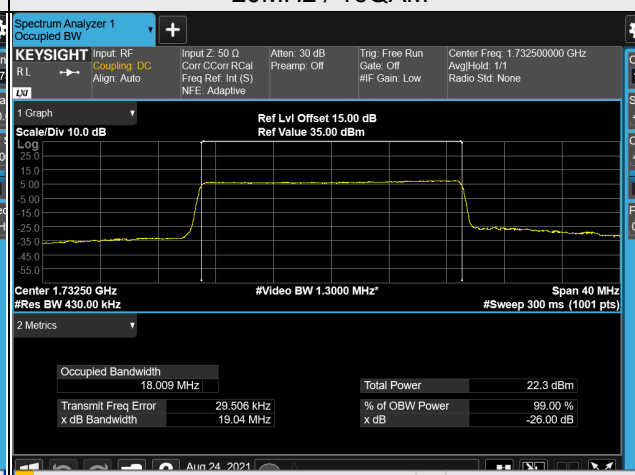 Spectrum Analyzer 1
Occupied BW
KEYSIGHT
RL
LXI
Input: RF
Coupling: DC
Align: Auto
Input Z: 50 Ω
Corr CCorr RCal
Freq Ref: Int (S)
NFE: Adaptive
Atten: 30 dB
Preamp: Off
Trig: Free Run
Gate: Off
#IF Gain: Low
Center Freq: 1.732500000 GHz
Avg|Hold: 1/1
Radio Std: None
1 Graph
Scale/Div 10.0 dB
Ref Lvl Offset 15.00 dB
Ref Value 35.00 dBm
Log
25.0
15.0
5.00
-5.00
-15.0
-25.0
-35.0
-45.0
-55.0
Center 1.73250 GHz
#Res BW 430.00 kHz
#Video BW 1.3000 MHz*
Span 40 MHz
#Sweep 300 ms (1001 pts)
2 Metrics
Occupied Bandwidth
18.009 MHz
Total Power 22.3 dBm
Transmit Freq Error 29.506 kHz
% of OBW Power 99.00 %
x dB Bandwidth 19.04 MHz
x dB -26.00 dB
Aug 24, 2021